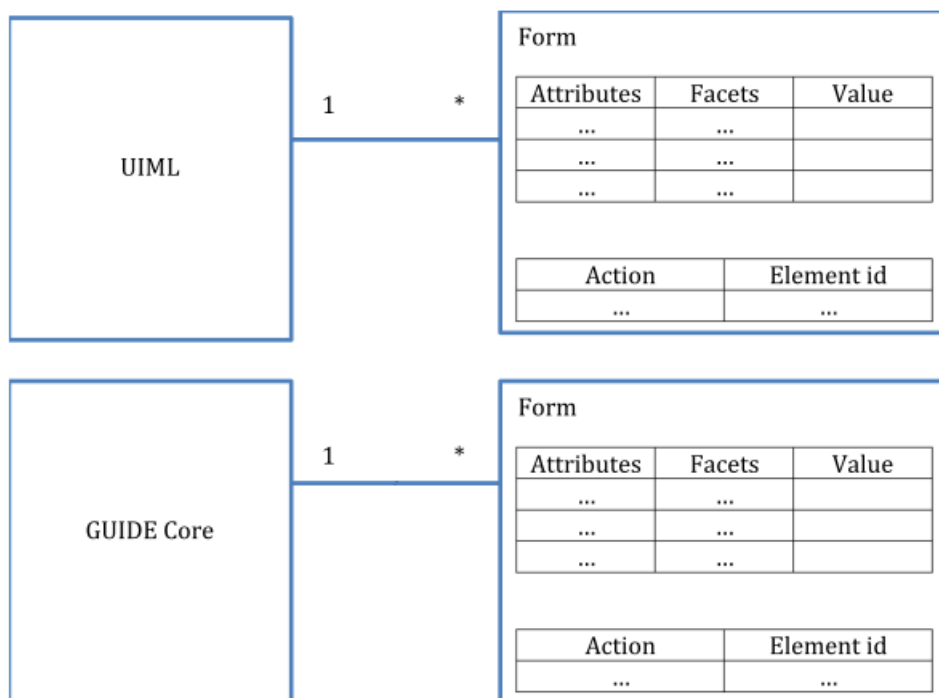 Form
Attributes Facets Value
1 *
... ...
UIML
... ...
... ...
Action Element id
... ...
Form
1 *
Attributes Facets Value
... ...
GUIDE Core
... ...
... ...
Action Element id
... ...